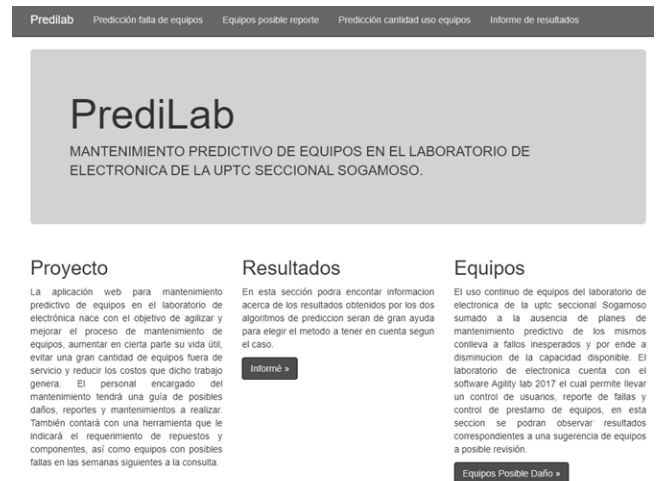 Predilab Predicción falla de equipos Equipos posible reporte Predicción cantidad uso equipos Informe de resultados
PrediLab
MANTENIMIENTO PREDICTIVO DE EQUIPOS EN EL LABORATORIO DE
ELECTRONICA DE LA UPTC SECCIONAL SOGAMOSO.
Proyecto
La aplicación web para mantenimiento
predictivo de equipos en el laboratorio de
electrónica nace con el objetivo de agilizar y
mejorar el proceso de mantenimiento de
equipos, aumentar en cierta parte su vida útil,
evitar una gran cantidad de equipos fuera de
servicio y reducir los costos que dicho trabajo
genera. El personal encargado del
mantenimiento tendrá una guía de posibles
daños, reportes y mantenimientos a realizar.
También contará con una herramienta que le
indicará el requerimiento de repuestos y
componentes, así como equipos con posibles
fallas en las semanas siguientes a la consulta.
Resultados
En esta sección podra encontar informacion
acerca de los resultados obtenidos por los dos
algoritmos de prediccion seran de gran ayuda
para elegir el metodo a tener en cuenta segun
el caso.
Informé »
Equipos
El uso continuo de equipos del laboratorio de
electronica de la uptc seccional Sogamoso
sumado a la ausencia de planes de
mantenimiento predictivo de los mismos
conlleva a fallos inesperados y por ende a
disminucion de la capacidad disponible. El
laboratorio de electronica cuenta con el
software Agility lab 2017 el cual permite llevar
un control de usuarios, reporte de fallas y
control de prestamo de equipos, en esta
seccion se podran observar resultados
correspondientes a una sugerencia de equipos
a posible revisión.
Equipos Posible Daño »